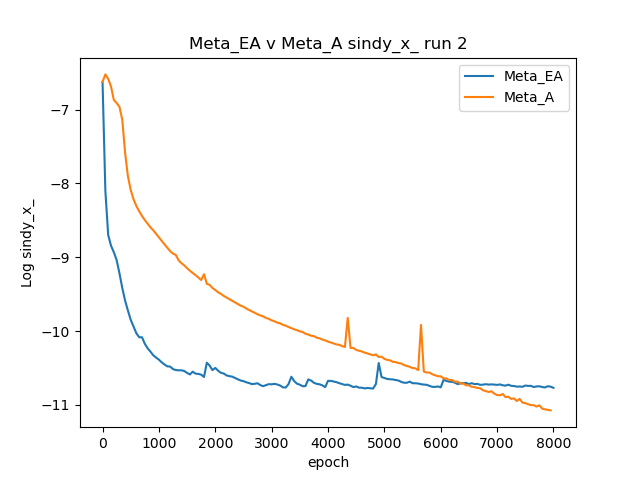 Meta_EA v Meta_A sindy_x_ run 2
Meta_EA
Meta_A
Log sindy_x_
−7
−8
−9
−10
−11
0 1000 2000 3000 4000 5000 6000 7000 8000
epoch